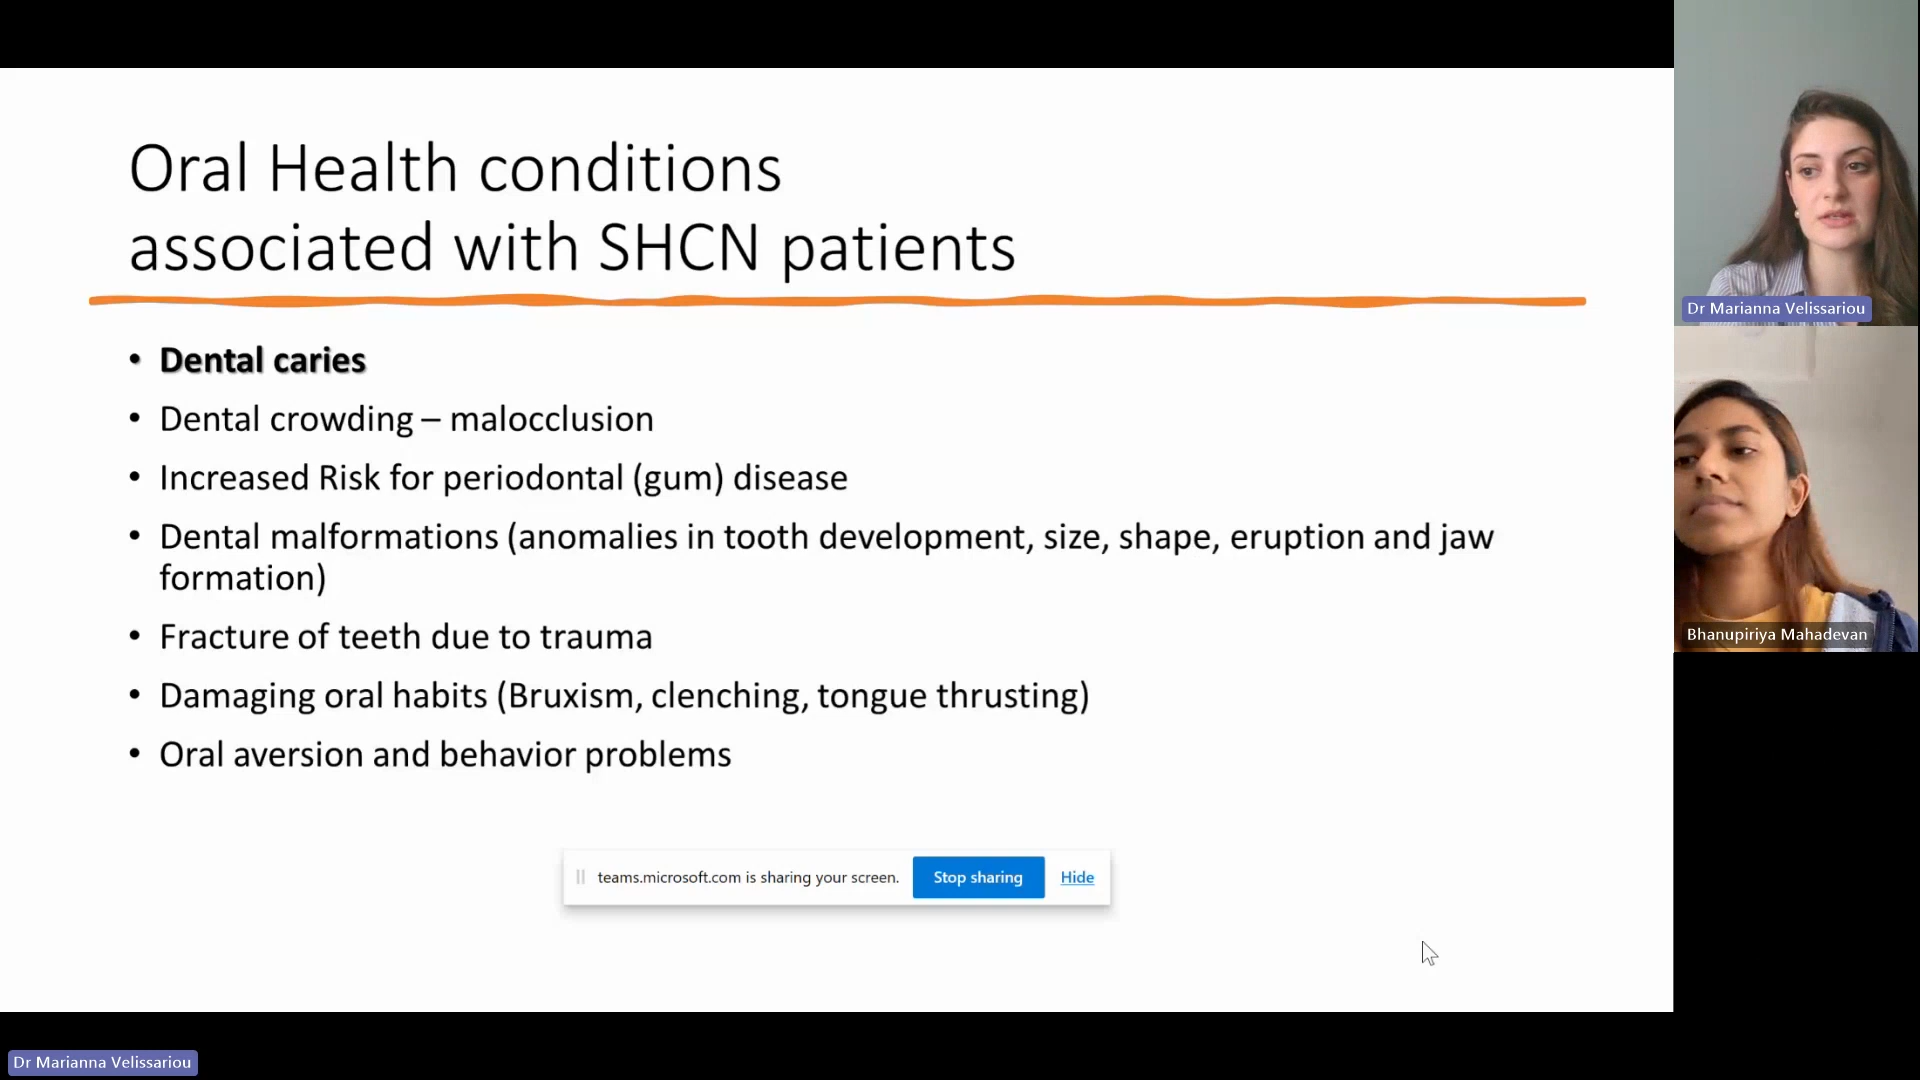 Oral Health conditions
associated with SHCN patients
• Dental caries
• Dental crowding – malocclusion
• Increased Risk for periodontal (gum) disease
• Dental malformations (anomalies in tooth development, size, shape, eruption and jaw
formation)
• Fracture of teeth due to trauma
• Damaging oral habits (Bruxism, clenching, tongue thrusting)
• Oral aversion and behavior problems
teams.microsoft.com is sharing your screen. Stop sharing Hide
Dr Marianna Velissariou
Bhanupiriya Mahadevan
Dr Marianna Velissariou